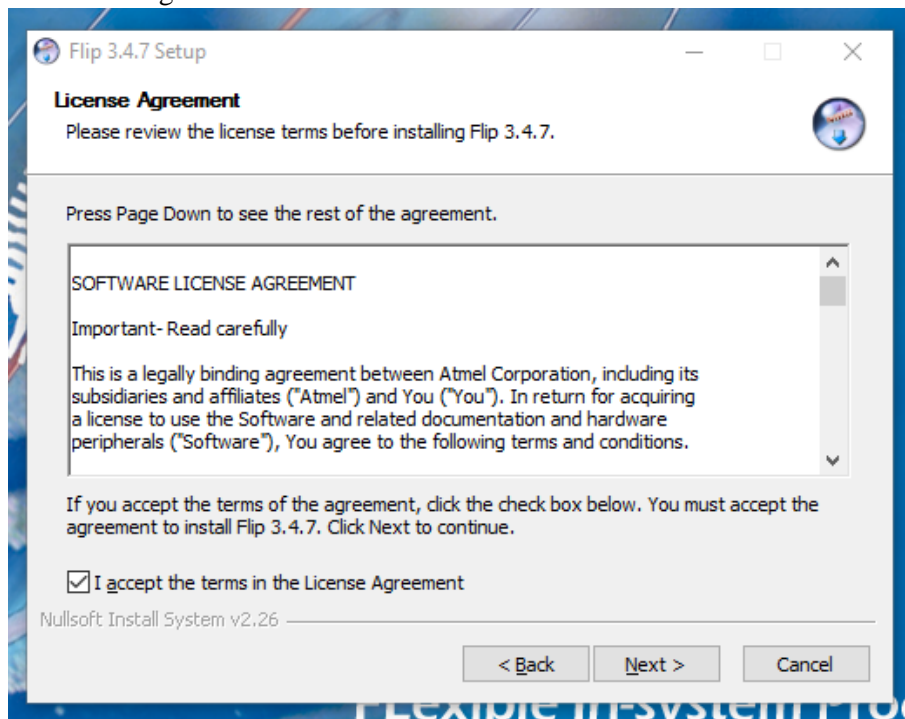 Flip 3.4.7 Setup
License Agreement
Please review the license terms before installing Flip 3.4.7.
Press Page Down to see the rest of the agreement.
SOFTWARE LICENSE AGREEMENT
Important- Read carefully
This is a legally binding agreement between Atmel Corporation, including its
subsidiaries and affiliates ("Atmel") and You ("You"). In return for acquiring
a license to use the Software and related documentation and hardware
peripherals ("Software"), You agree to the following terms and conditions.
If you accept the terms of the agreement, click the check box below. You must accept the
agreement to install Flip 3.4.7. Click Next to continue.
I accept the terms in the License Agreement
Nullsoft Install System v2.26
< Back Next > Cancel
FLexible In-system Pro